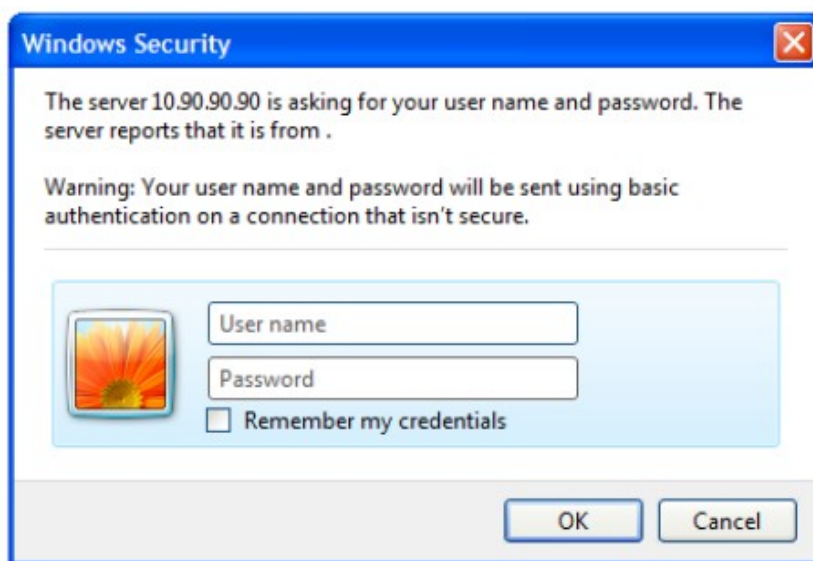 Windows Security
The server 10.90.90.90 is asking for your user name and password. The
server reports that it is from .
Warning: Your user name and password will be sent using basic
authentication on a connection that isn't secure.
User name
Password
Remember my credentials
OK
Cancel